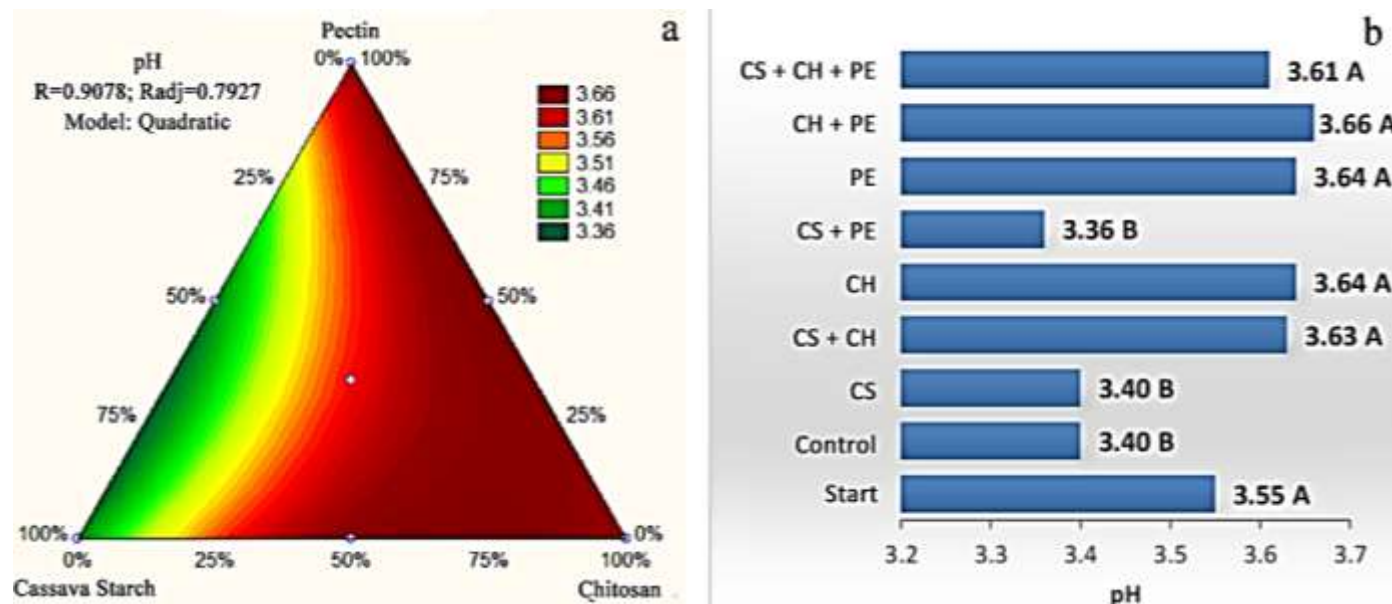 Pectin
a
0% 100%
pH
R=0.9078; Radj=0.7927
Model: Quadratic
3.66
3.61
3.56
3.51
3.46
3.41
3.36
25%
75%
50%
50%
75%
25%
100%
0%
0%
25%
50%
75%
100%
Cassava Starch
Chitosan
b
CS + CH + PE
3.61 A
CH + PE
3.66 A
PE
3.64 A
CS + PE
3.36 B
CH
3.64 A
CS + CH
3.63 A
CS
3.40 B
Control
3.40 B
Start
3.55 A
3.2
3.3
3.4
3.5
3.6
3.7
pH